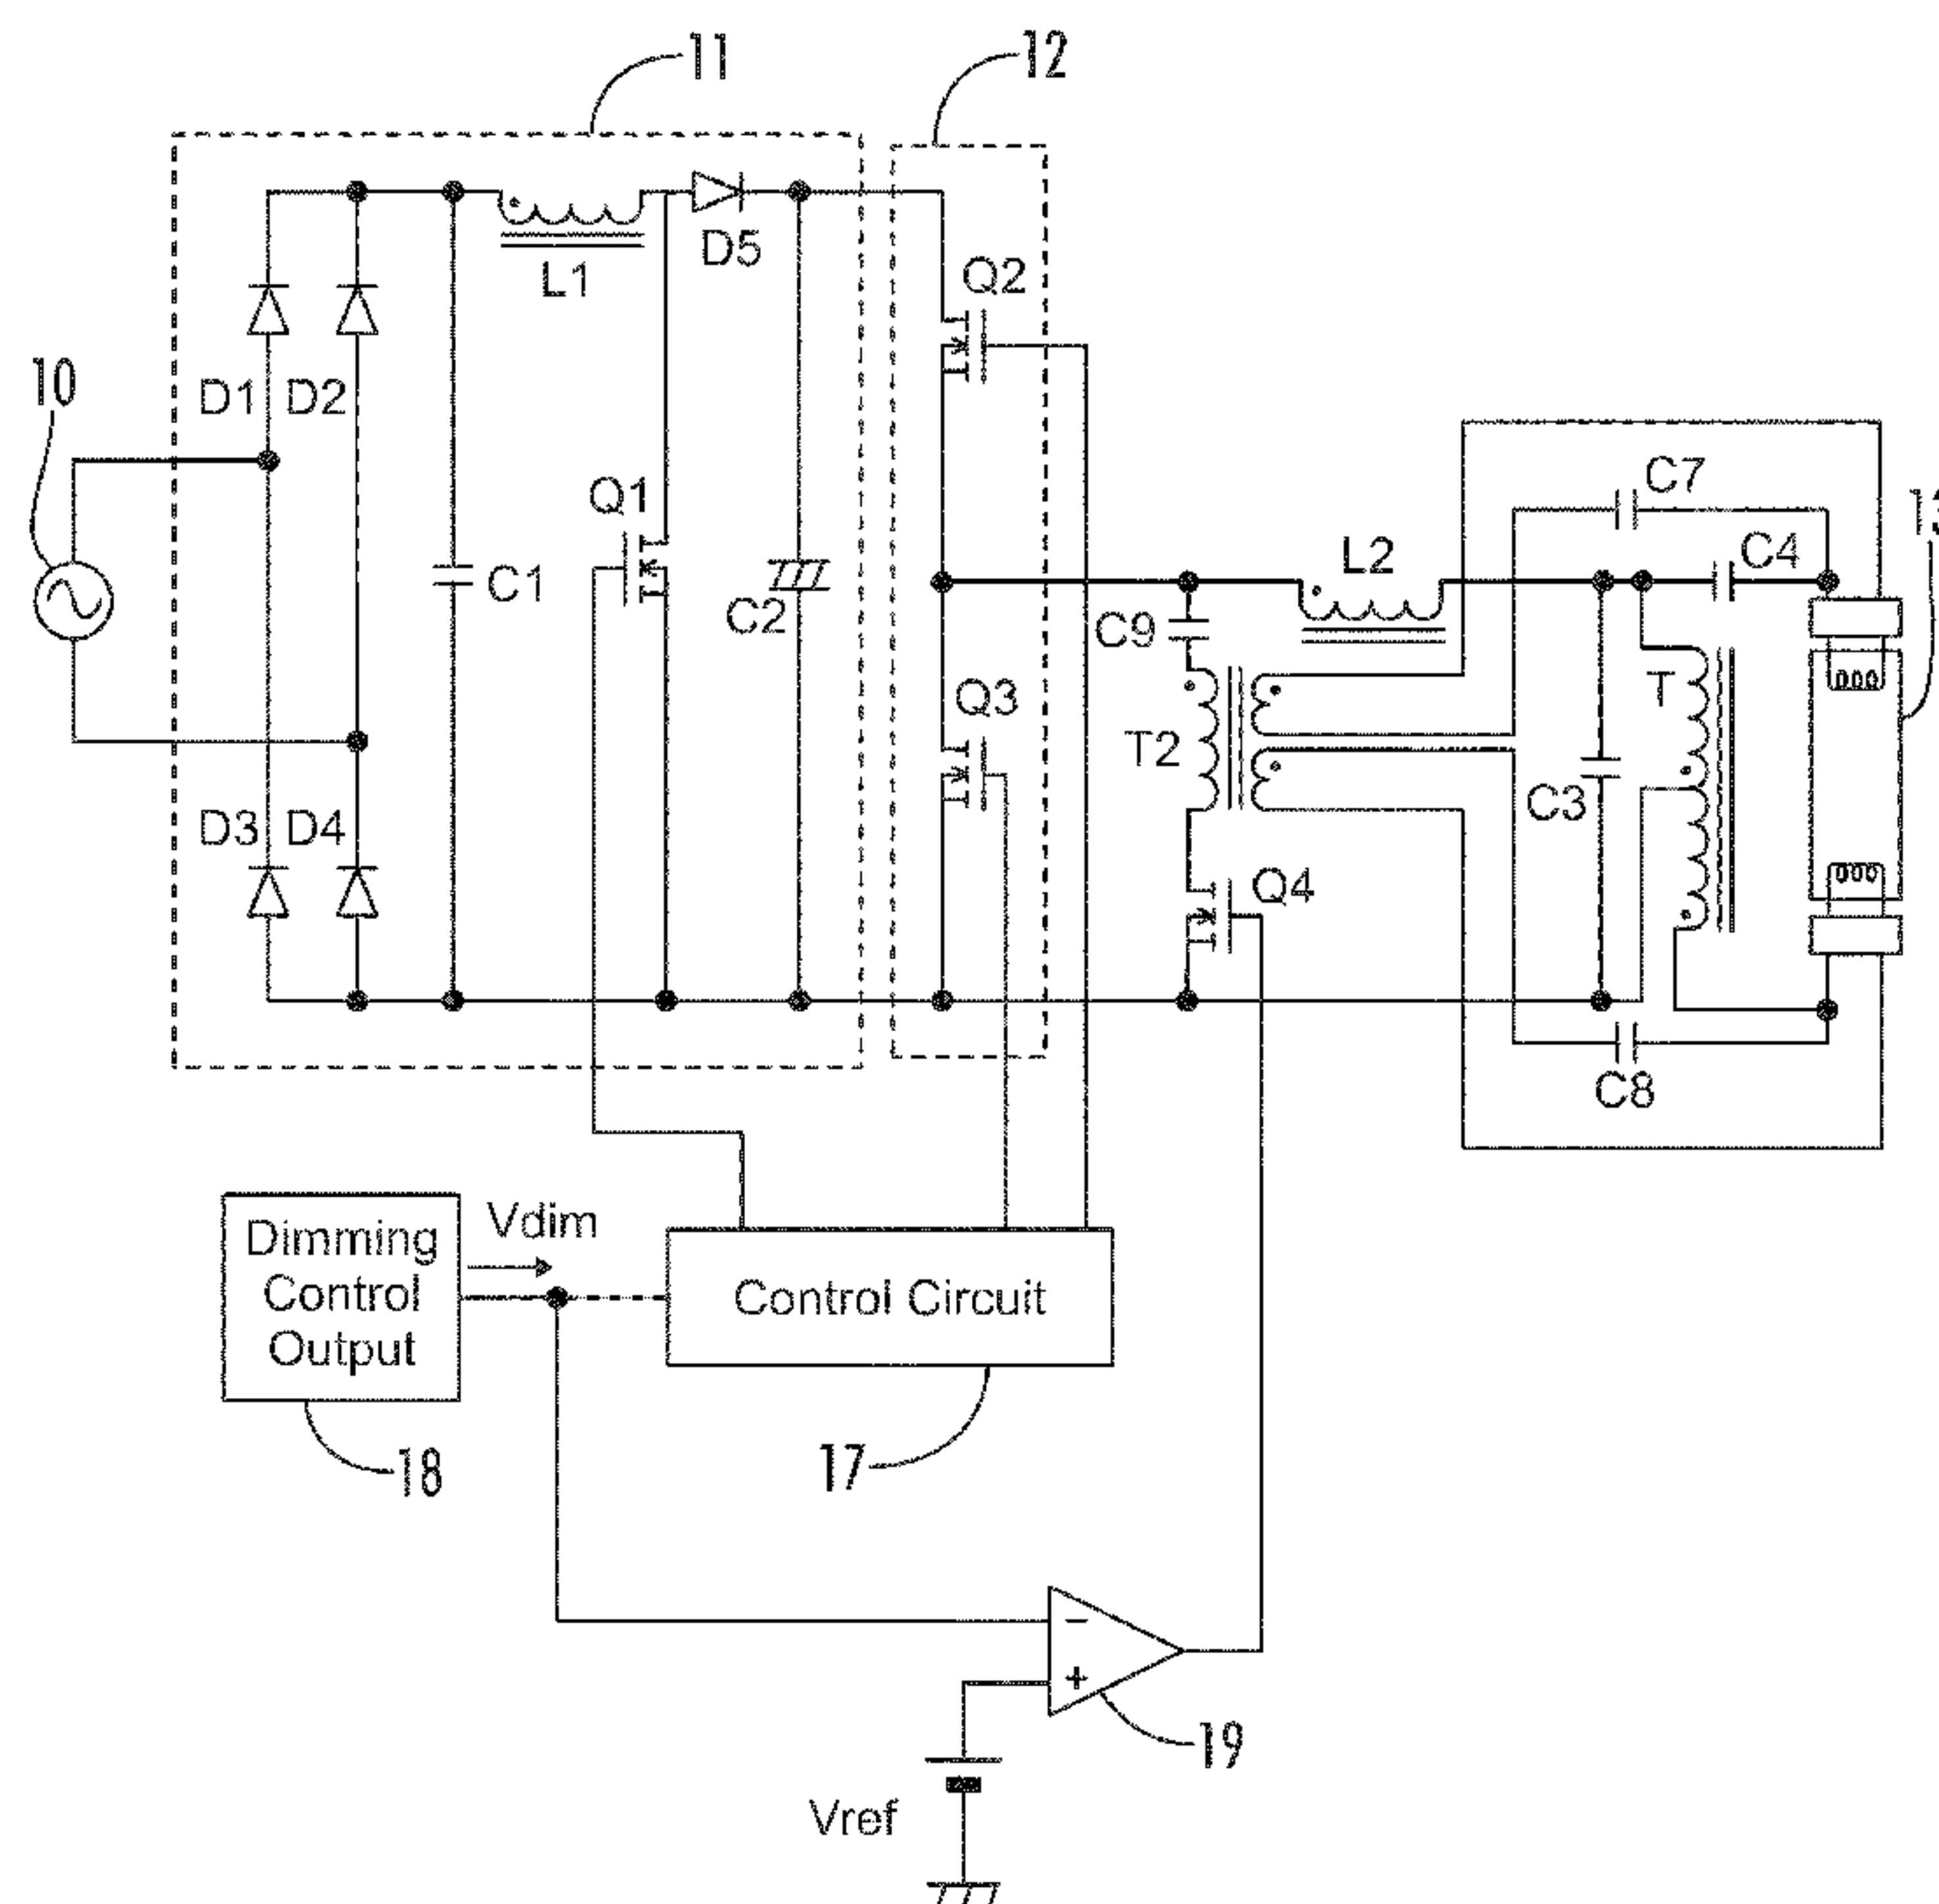 11
12
D5
L1
Q2
10
D1
D2
C7
Q1
L2
C4
C1
C2
C9
Q3
T
T2
C3
D3
D4
Q4
C8
Dimming
Control
Output
Vdim
Control Circuit
18
17
19
Vref
−
+